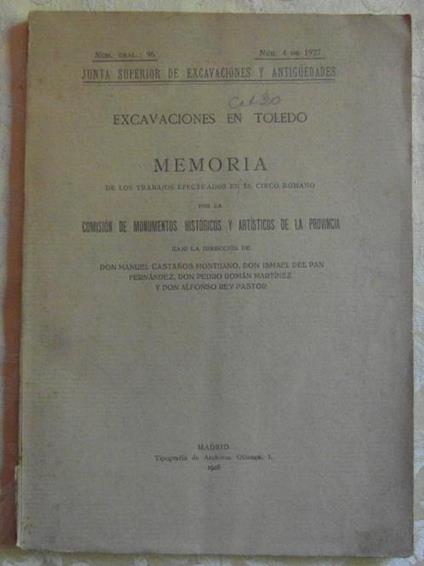 NÚM. GRAL.: 96 NÚM. 4 DE 1927
JUNTA SUPERIOR DE EXCAVACIONES Y ANTIGÜEDADES
EXCAVACIONES EN TOLEDO
MEMORIA
DE LOS TRABAJOS EFECTUADOS EN EL CIRCO ROMANO
POR LA
COMISIÓN DE MONUMENTOS HISTÓRICOS Y ARTÍSTICOS DE LA PROVINCIA
BAJO LA DIRECCIÓN DE
DON MANUEL CASTAÑOS MONTIJANO, DON ISMAEL DEL PAN
FERNÁNDEZ, DON PEDRO ROMÁN MARTÍNEZ
Y DON ALFONSO REY PASTOR
MADRID
Tipografía de Archivos. Olózaga, 1.
1928